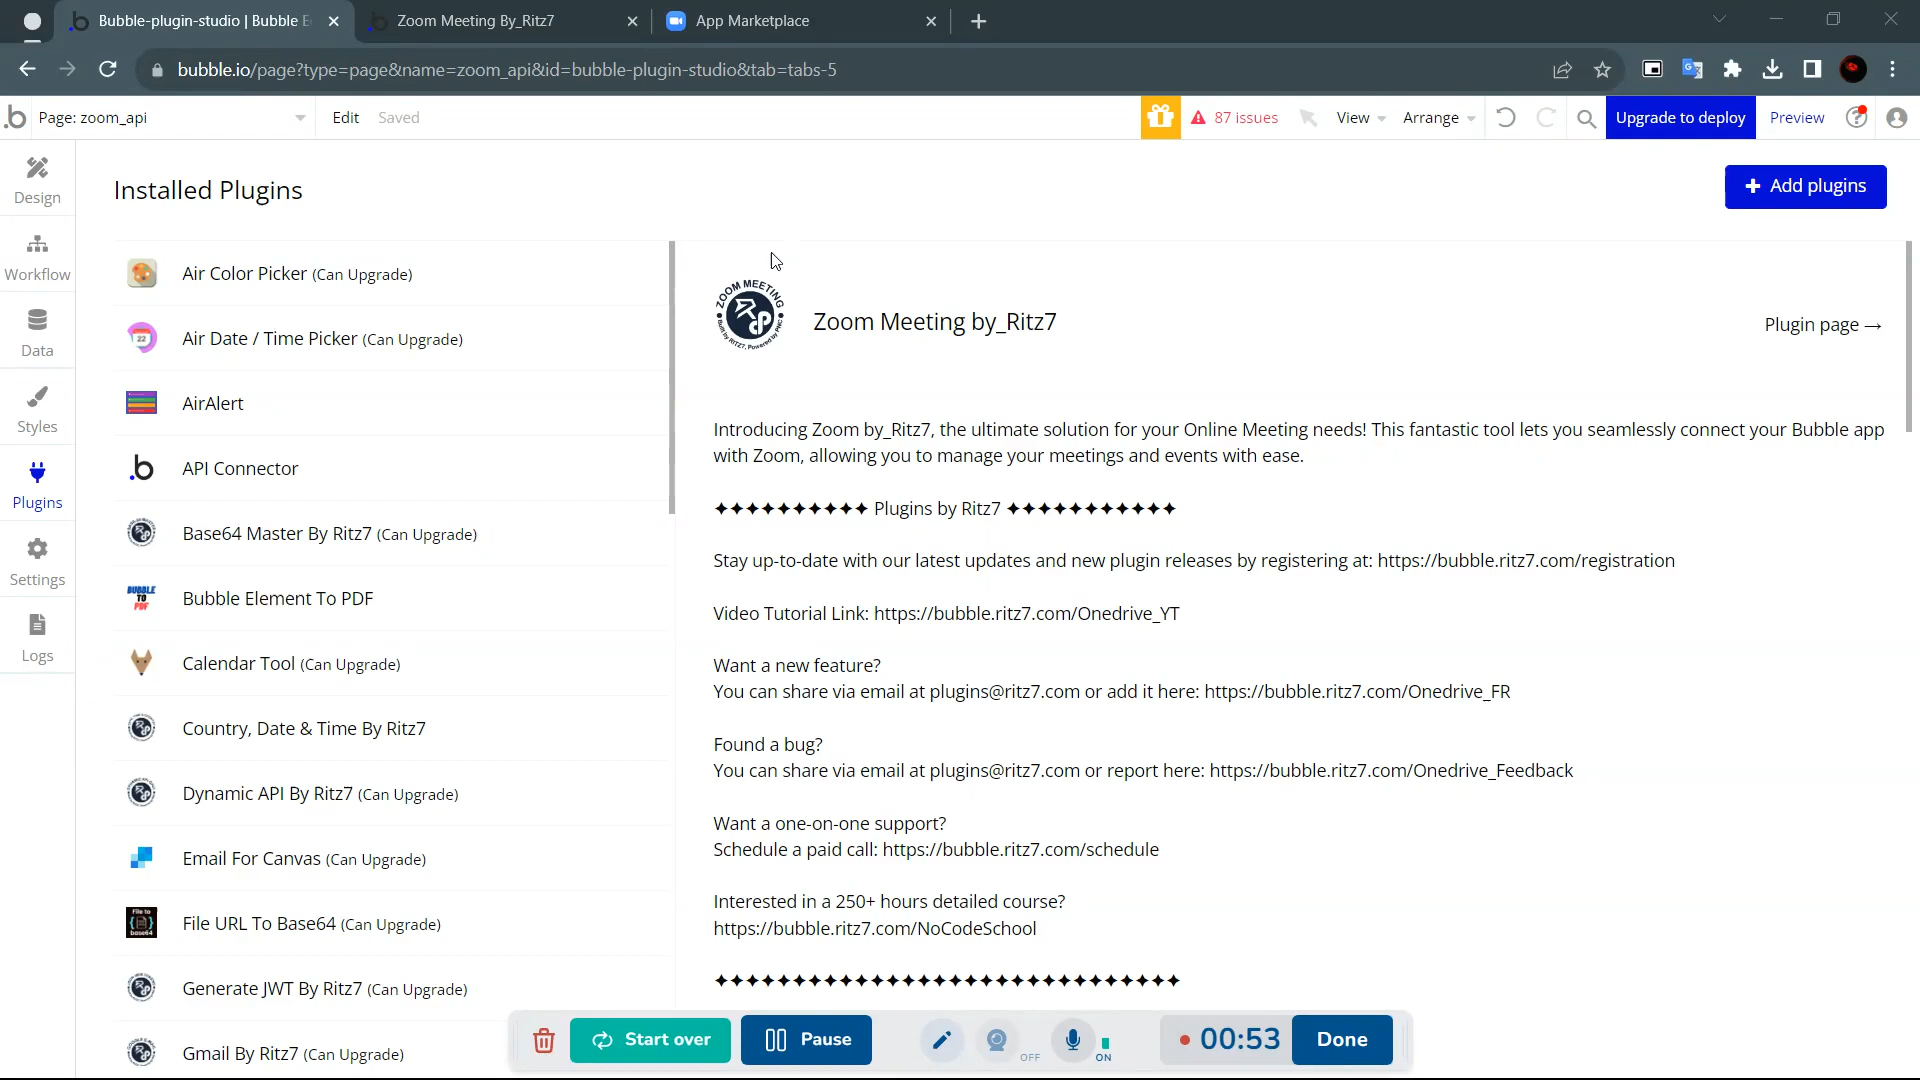 Bubble-plugin-studio | Bubble E
Zoom Meeting By_Ritz7
App Marketplace
bubble.io/page?type=page&name=zoom_api&id=bubble-plugin-studio&tab=tabs-5
Page: zoom_api
Edit
Saved
87 issues
View
Arrange
Upgrade to deploy
Preview
Design
Workflow
Data
Styles
Plugins
Settings
Logs
Installed Plugins
+ Add plugins
Air Color Picker (Can Upgrade)
Air Date / Time Picker (Can Upgrade)
AirAlert
API Connector
Base64 Master By Ritz7 (Can Upgrade)
BUBBLE
TO
PDF
Bubble Element To PDF
Calendar Tool (Can Upgrade)
Country, Date & Time By Ritz7
Dynamic API By Ritz7 (Can Upgrade)
Email For Canvas (Can Upgrade)
File to
base64
File URL To Base64 (Can Upgrade)
Generate JWT By Ritz7 (Can Upgrade)
Gmail By Ritz7 (Can Upgrade)
ZOOM MEETING
Built by RITZ7, Powered by PNC
Zoom Meeting by_Ritz7
Plugin page →
Introducing Zoom by_Ritz7, the ultimate solution for your Online Meeting needs! This fantastic tool lets you seamlessly connect your Bubble app
with Zoom, allowing you to manage your meetings and events with ease.
✦✦✦✦✦✦✦✦✦✦ Plugins by Ritz7 ✦✦✦✦✦✦✦✦✦✦✦
Stay up-to-date with our latest updates and new plugin releases by registering at: https://bubble.ritz7.com/registration
Video Tutorial Link: https://bubble.ritz7.com/Onedrive_YT
Want a new feature?
You can share via email at plugins@ritz7.com or add it here: https://bubble.ritz7.com/Onedrive_FR
Found a bug?
You can share via email at plugins@ritz7.com or report here: https://bubble.ritz7.com/Onedrive_Feedback
Want a one-on-one support?
Schedule a paid call: https://bubble.ritz7.com/schedule
Interested in a 250+ hours detailed course?
https://bubble.ritz7.com/NoCodeSchool
✦✦✦✦✦✦✦✦✦✦✦✦✦✦✦✦✦✦✦✦✦✦✦✦✦✦✦✦✦✦
Start over
Pause
OFF
ON
00:53
Done